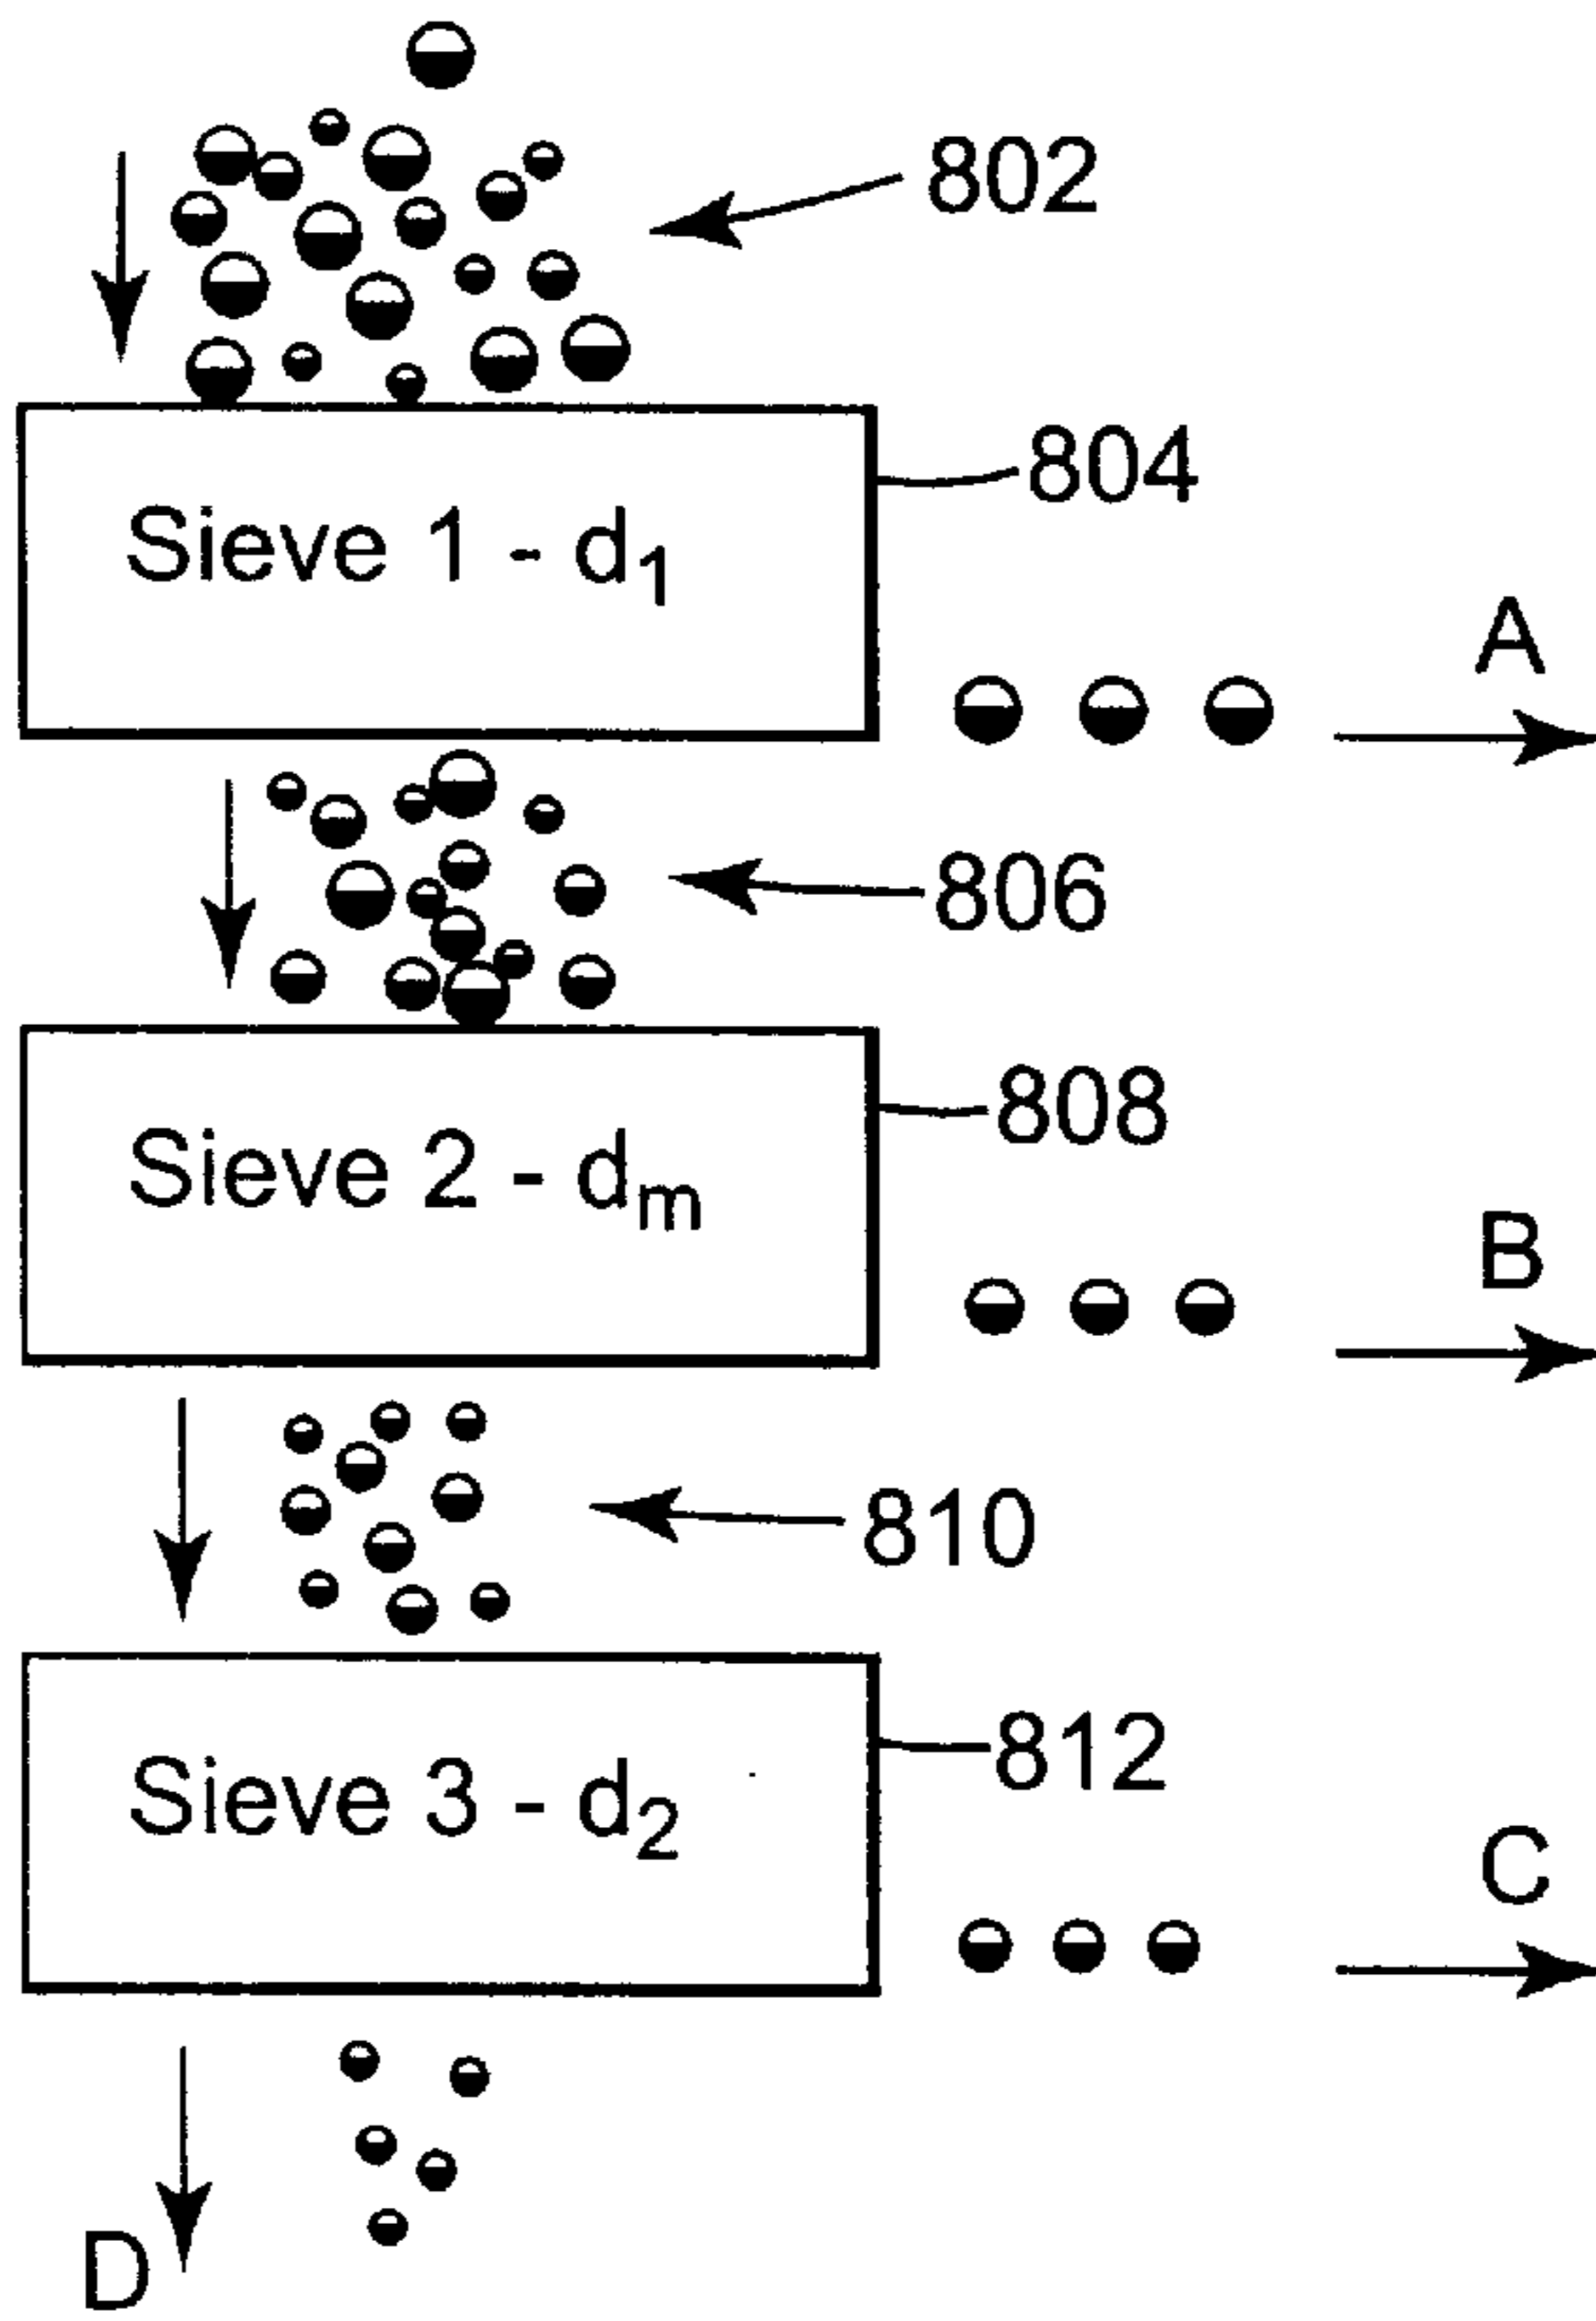 802
804
Sieve 1 - d₁
A
806
808
Sieve 2 - dₘ
B
810
812
Sieve 3 - d₂
C
D